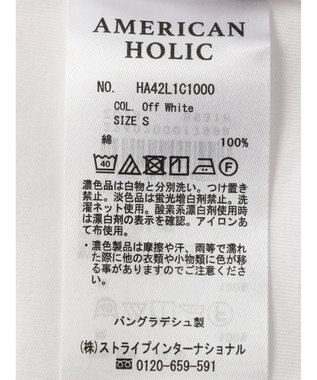 AMERICAN
HOLIC
NO. HA42L1C1000
COL. Off White
SIZE S
綿 100%
40 F
濃色品は白物と分別洗い。つけ置き
禁止。淡色品は蛍光増白剤禁止。洗
濯ネット使用。酸素系漂白剤使用時
は漂白剤の表示に従う。アイロンあ
て布使用。
・濃色製品は摩擦や汗、雨等で濡れ
た際に他の衣類や小物類に色が移
る事がありますのでご注意くださ
い。
バングラデシュ製
(株)ストライプインターナショナル
0120-659-591